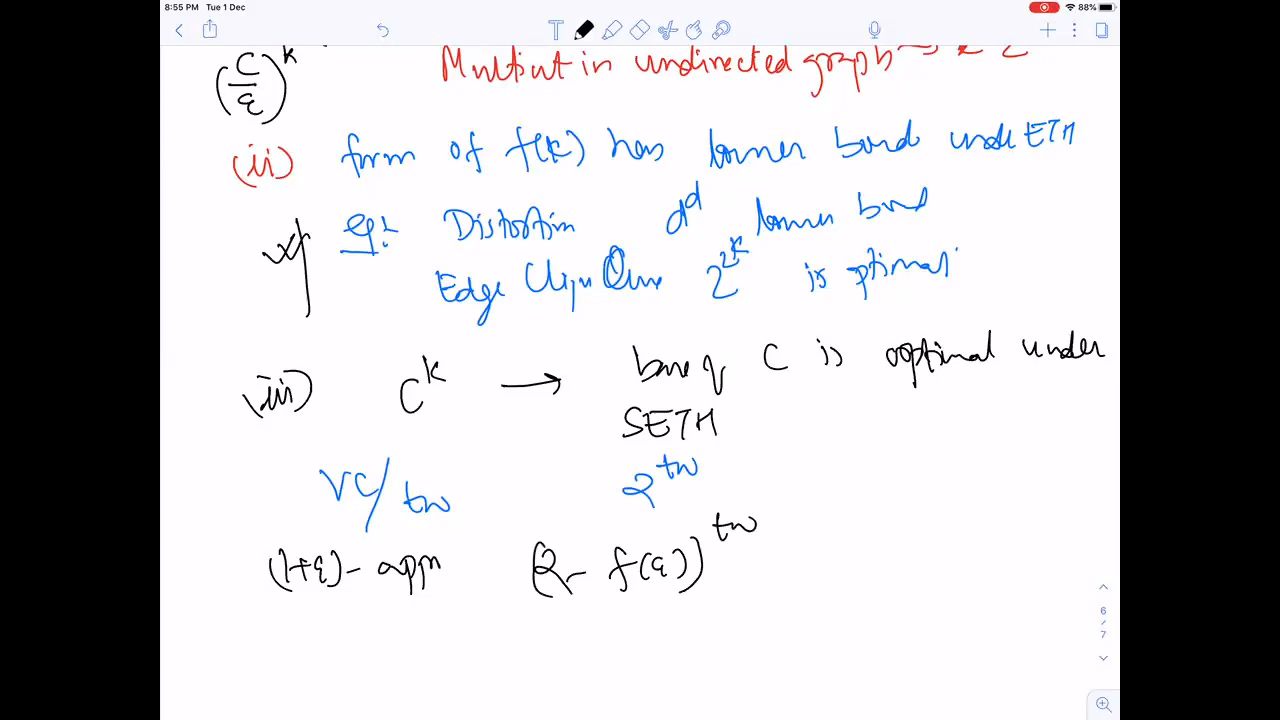 8:55 PM Tue 1 Dec
88%
(C/ε)^k
Multicut in undirected graphs
(ii) form of f(k) has lower bound under ETH
Eg: Distortion d^d lower bound
Edge Clique 2^2^k is optimal
(iii) C^k → base of C is optimal under
SETH
VC/tw 2^tw
(1+ε)- appx (2 - f(ε))^tw
6
/
7